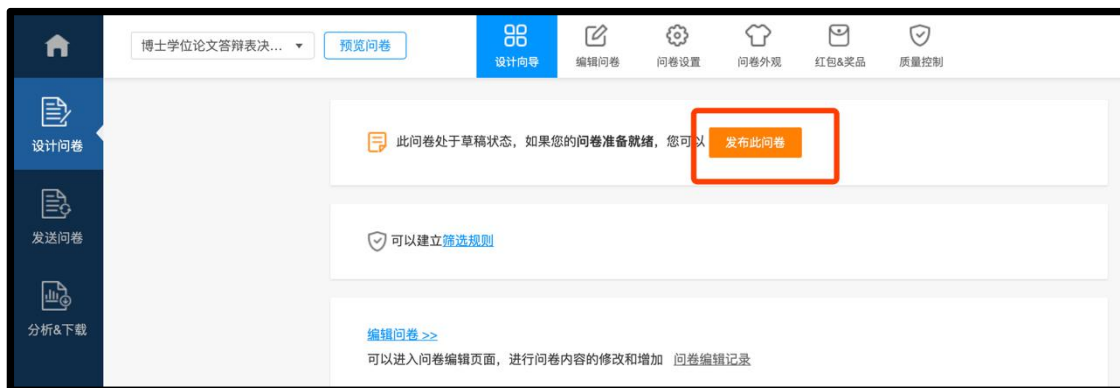 博士学位论文答辩表决... 预览问卷
设计向导 编辑问卷 问卷设置 问卷外观 红包&奖品 质量控制
设计问卷
此问卷处于草稿状态，如果您的问卷准备就绪，您可以 发布此问卷
发送问卷
可以建立筛选规则
分析&下载
编辑问卷 >>
可以进入问卷编辑页面，进行问卷内容的修改和增加 问卷编辑记录